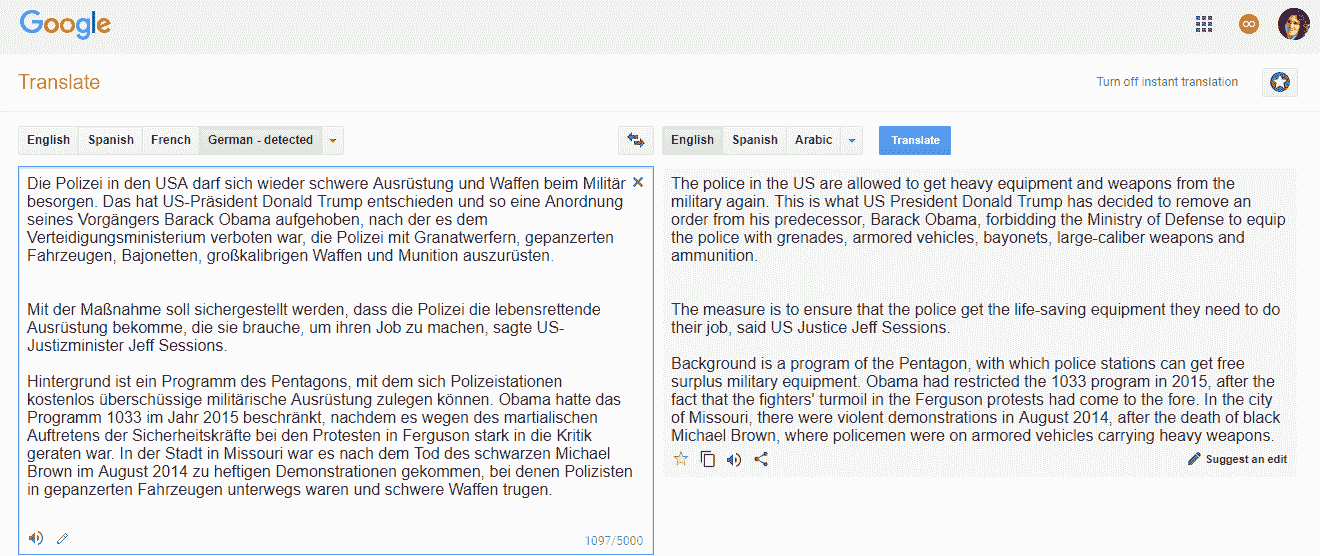 Google
Translate
Turn off instant translation
English Spanish French German - detected
English Spanish Arabic Translate
Die Polizei in den USA darf sich wieder schwere Ausrüstung und Waffen beim Militär
besorgen. Das hat US-Präsident Donald Trump entschieden und so eine Anordnung
seines Vorgängers Barack Obama aufgehoben, nach der es dem
Verteidigungsministerium verboten war, die Polizei mit Granatwerfern, gepanzerten
Fahrzeugen, Bajonetten, großkalibrigen Waffen und Munition auszurüsten.
Mit der Maßnahme soll sichergestellt werden, dass die Polizei die lebensrettende
Ausrüstung bekomme, die sie brauche, um ihren Job zu machen, sagte US-
Justizminister Jeff Sessions.
Hintergrund ist ein Programm des Pentagons, mit dem sich Polizeistationen
kostenlos überschüssige militärische Ausrüstung zulegen können. Obama hatte das
Programm 1033 im Jahr 2015 beschränkt, nachdem es wegen des martialischen
Auftretens der Sicherheitskräfte bei den Protesten in Ferguson stark in die Kritik
geraten war. In der Stadt in Missouri war es nach dem Tod des schwarzen Michael
Brown im August 2014 zu heftigen Demonstrationen gekommen, bei denen Polizisten
in gepanzerten Fahrzeugen unterwegs waren und schwere Waffen trugen.
1097/5000
The police in the US are allowed to get heavy equipment and weapons from the
military again. This is what US President Donald Trump has decided to remove an
order from his predecessor, Barack Obama, forbidding the Ministry of Defense to equip
the police with grenades, armored vehicles, bayonets, large-caliber weapons and
ammunition.
The measure is to ensure that the police get the life-saving equipment they need to do
their job, said US Justice Jeff Sessions.
Background is a program of the Pentagon, with which police stations can get free
surplus military equipment. Obama had restricted the 1033 program in 2015, after the
fact that the fighters' turmoil in the Ferguson protests had come to the fore. In the city
of Missouri, there were violent demonstrations in August 2014, after the death of black
Michael Brown, where policemen were on armored vehicles carrying heavy weapons.
Suggest an edit